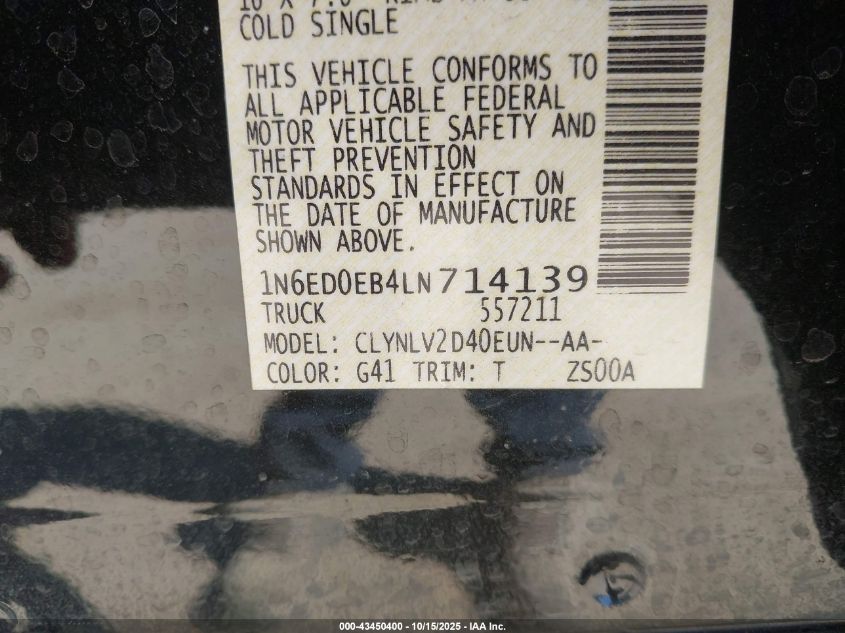 COLD SINGLE
THIS VEHICLE CONFORMS TO
ALL APPLICABLE FEDERAL
MOTOR VEHICLE SAFETY AND
THEFT PREVENTION
STANDARDS IN EFFECT ON
THE DATE OF MANUFACTURE
SHOWN ABOVE.
1N6ED0EB4LN714139
TRUCK 557211
MODEL: CLYNLV2D40EUN--AA-
COLOR: G41 TRIM: T ZS00A
000-43450400 - 10/15/2025 - IAA Inc.